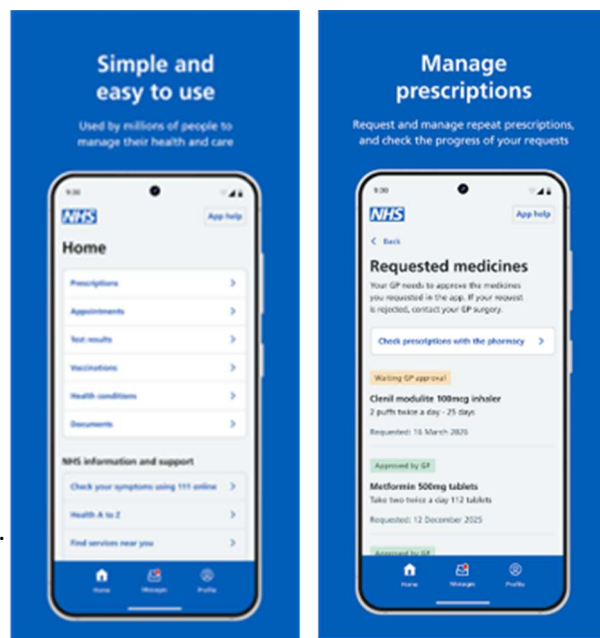 Simple and
easy to use
Used by millions of people to
manage their health and care
9:30
NHS
App help
Home
Prescriptions
Appointments
Test results
Vaccinations
Health conditions
Documents
NHS information and support
Check your symptoms using 111 online
Health A to Z
Find services near you
Home
Messages
Profile
Manage
prescriptions
Request and manage repeat prescriptions,
and check the progress of your requests
9:30
NHS
App help
Back
Requested medicines
Your GP needs to approve the medicines
you requested in the app. If your request
is rejected, contact your GP surgery.
Check prescriptions with the pharmacy
Waiting GP approval
Clenil modulite 100mcg inhaler
2 puffs twice a day - 25 days
Requested: 16 March 2026
Approved by GP
Metformin 500mg tablets
Take two twice a day 112 tablets
Requested: 12 December 2025
Approved by GP
Home
Messages
Profile